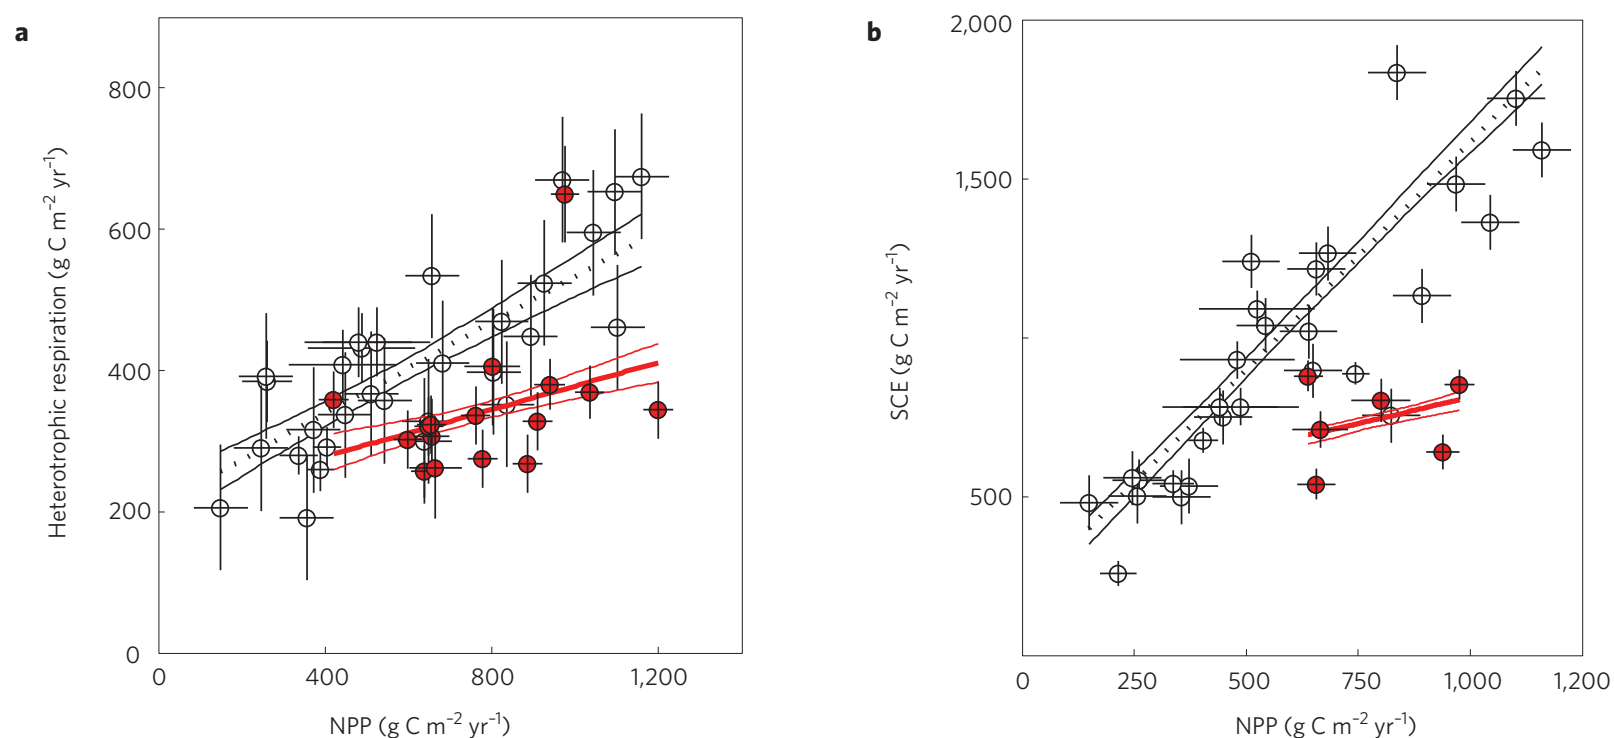 a
Heterotrophic respiration (g C m⁻² yr⁻¹)
800
600
400
200
0
0 400 800 1,200
NPP (g C m⁻² yr⁻¹)
b
SCE (g C m⁻² yr⁻¹)
2,000
1,500
500
0 250 500 750 1,000 1,200
NPP (g C m⁻² yr⁻¹)